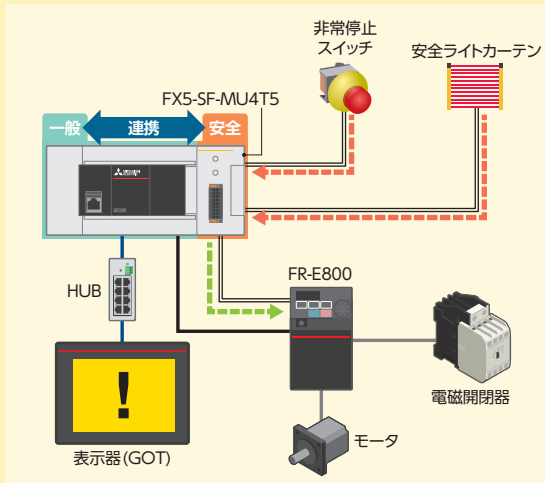 非常停止
スイッチ
安全ライトカーテン
FX5-SF-MU4T5
一般
連携
安全
HUB
FR-E800
!
電磁開閉器
モータ
表示器(GOT)